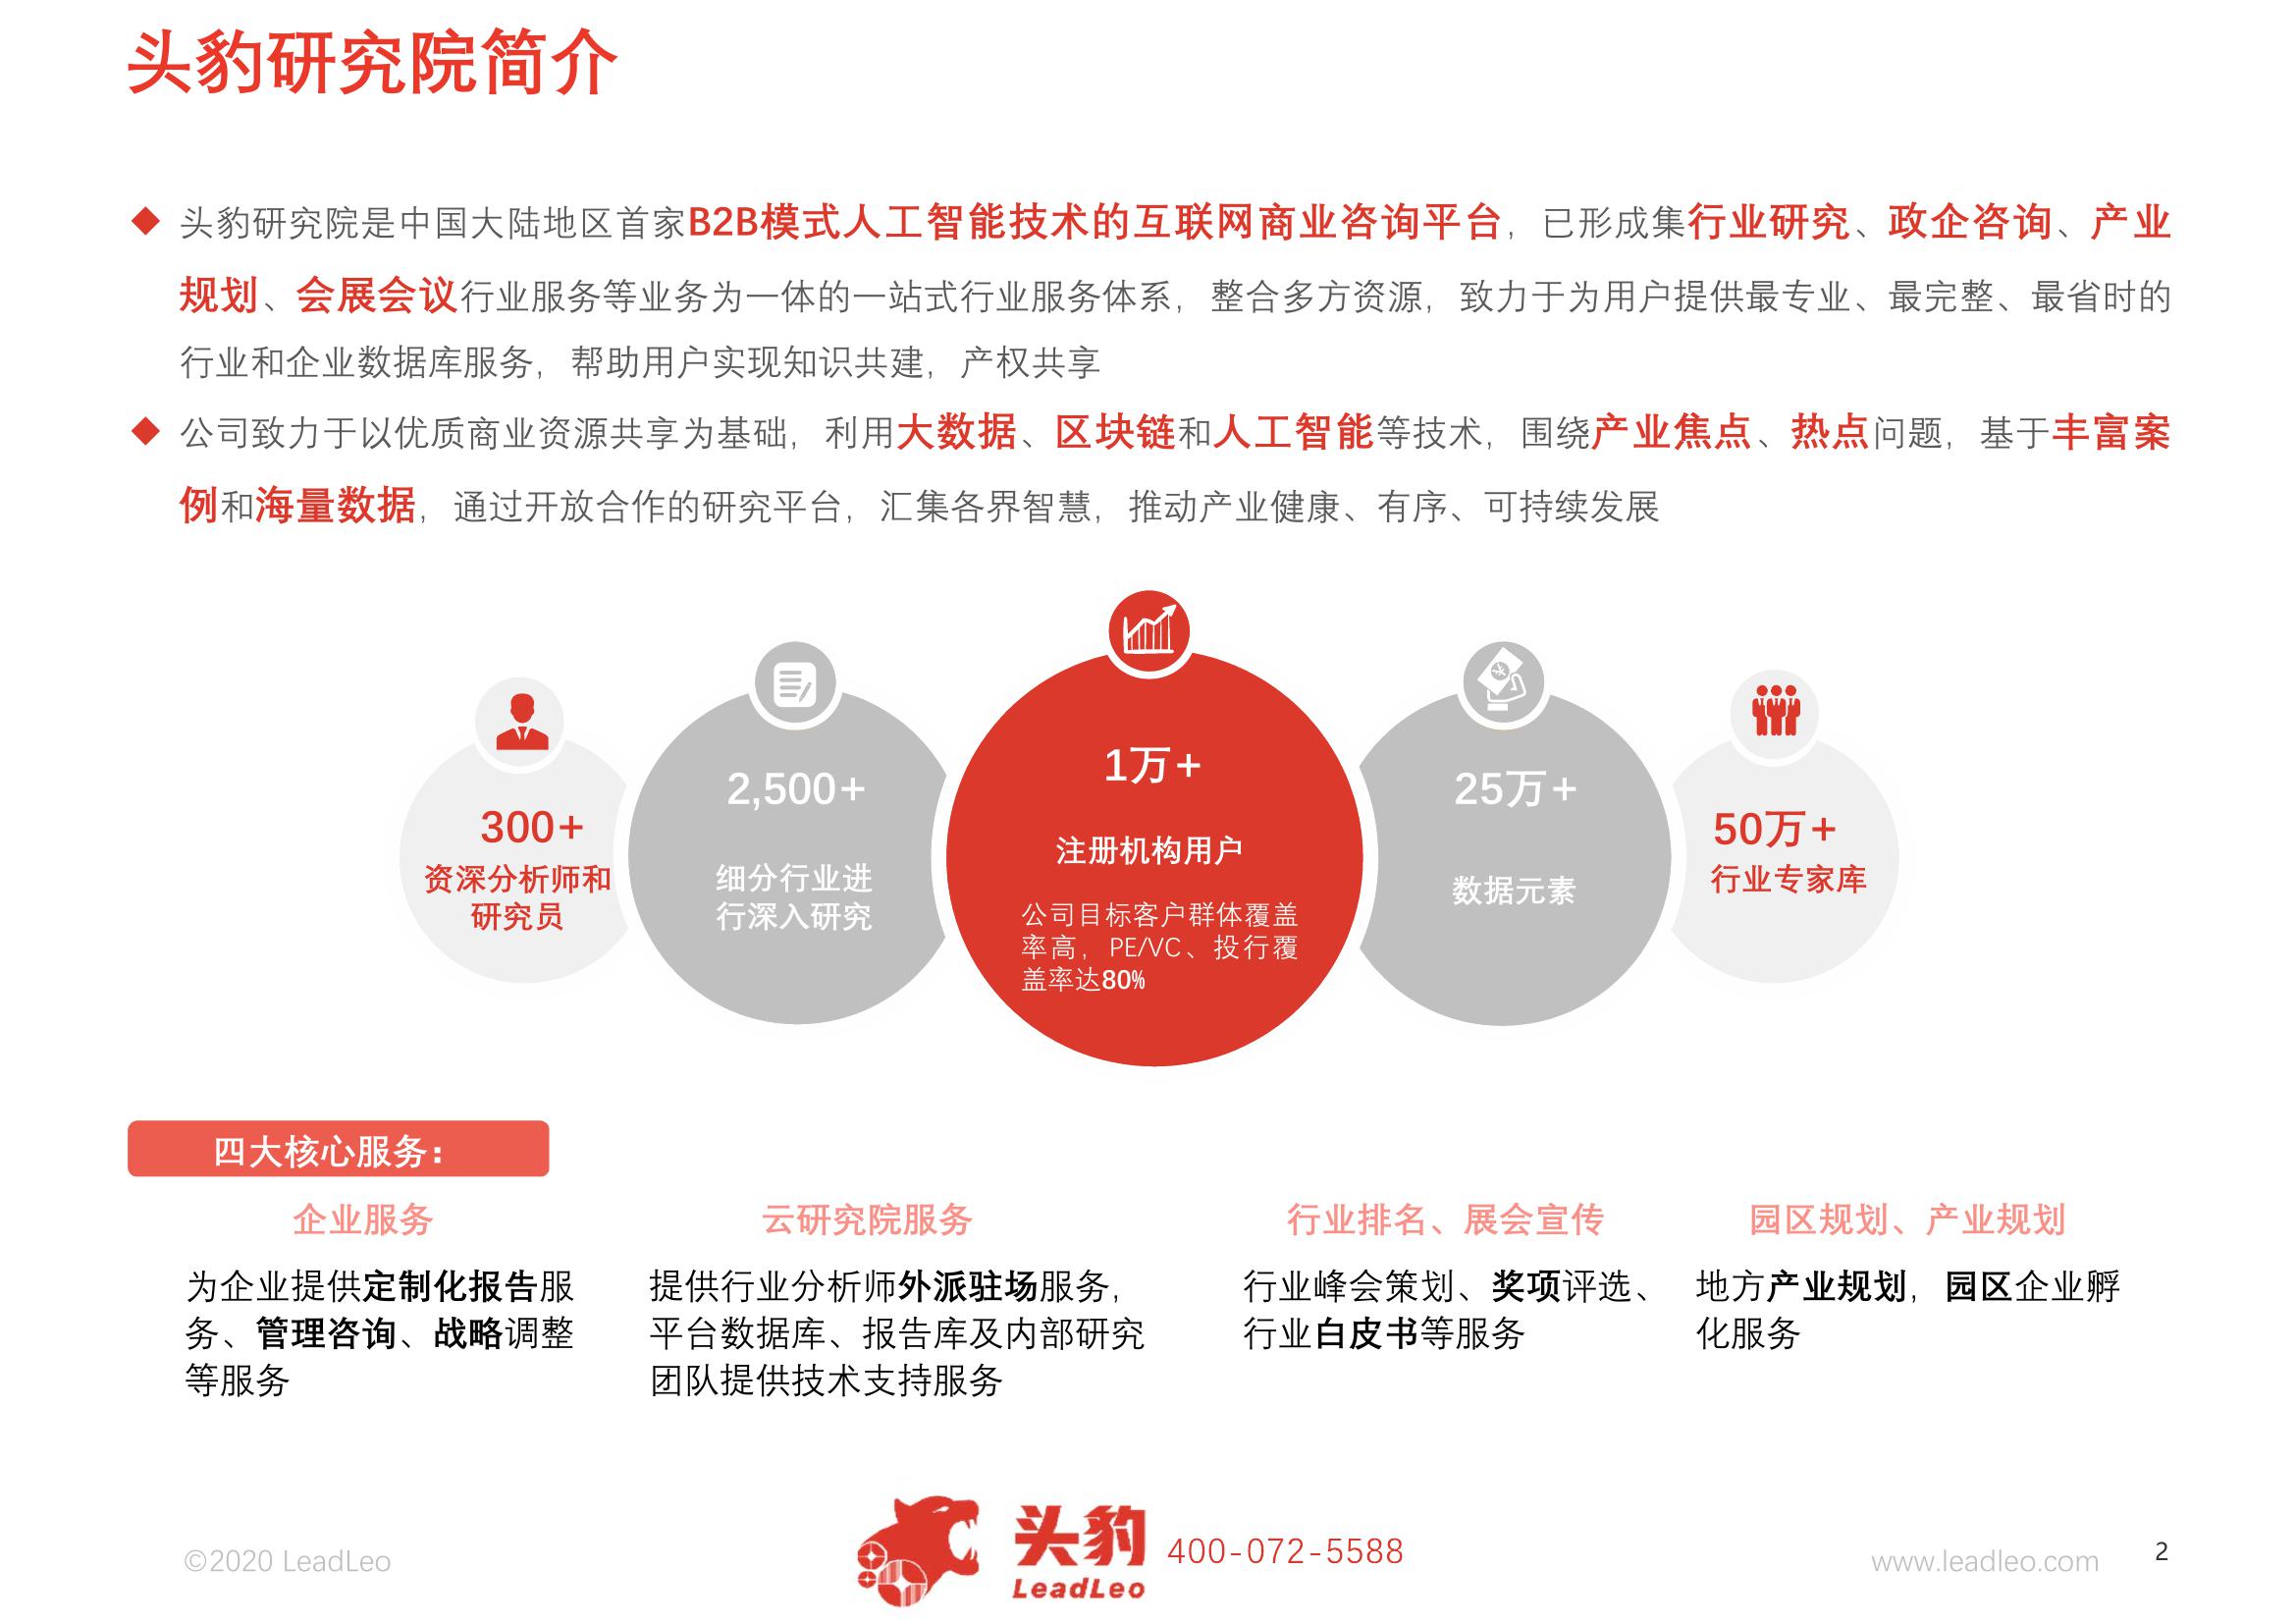 头豹研究院简介
头豹研究院是中国大陆地区首家B2B模式人工智能技术的互联网商业咨询平台，已形成集行业研究、政企咨询、产业
规划、会展会议行业服务等业务为一体的一站式行业服务体系，整合多方资源，致力于为用户提供最专业、最完整、最省时的
行业和企业数据库服务，帮助用户实现知识共建，产权共享
公司致力于以优质商业资源共享为基础，利用大数据、区块链和人工智能等技术，围绕产业焦点、热点问题，基于丰富案
例和海量数据，通过开放合作的研究平台，汇集各界智慧，推动产业健康、有序、可持续发展
300+
资深分析师和
研究员
2,500+
细分行业进
行深入研究
1万+
注册机构用户
公司目标客户群体覆盖
率高，PE/VC、投行覆
盖率达80%
25万+
数据元素
50万+
行业专家库
四大核心服务：
企业服务
为企业提供定制化报告服
务、管理咨询、战略调整
等服务
云研究院服务
提供行业分析师外派驻场服务，
平台数据库、报告库及内部研究
团队提供技术支持服务
行业排名、展会宣传
行业峰会策划、奖项评选、
行业白皮书等服务
园区规划、产业规划
地方产业规划，园区企业孵
化服务
©2020 LeadLeo
头豹
LeadLeo
400-072-5588
www.leadleo.com
2